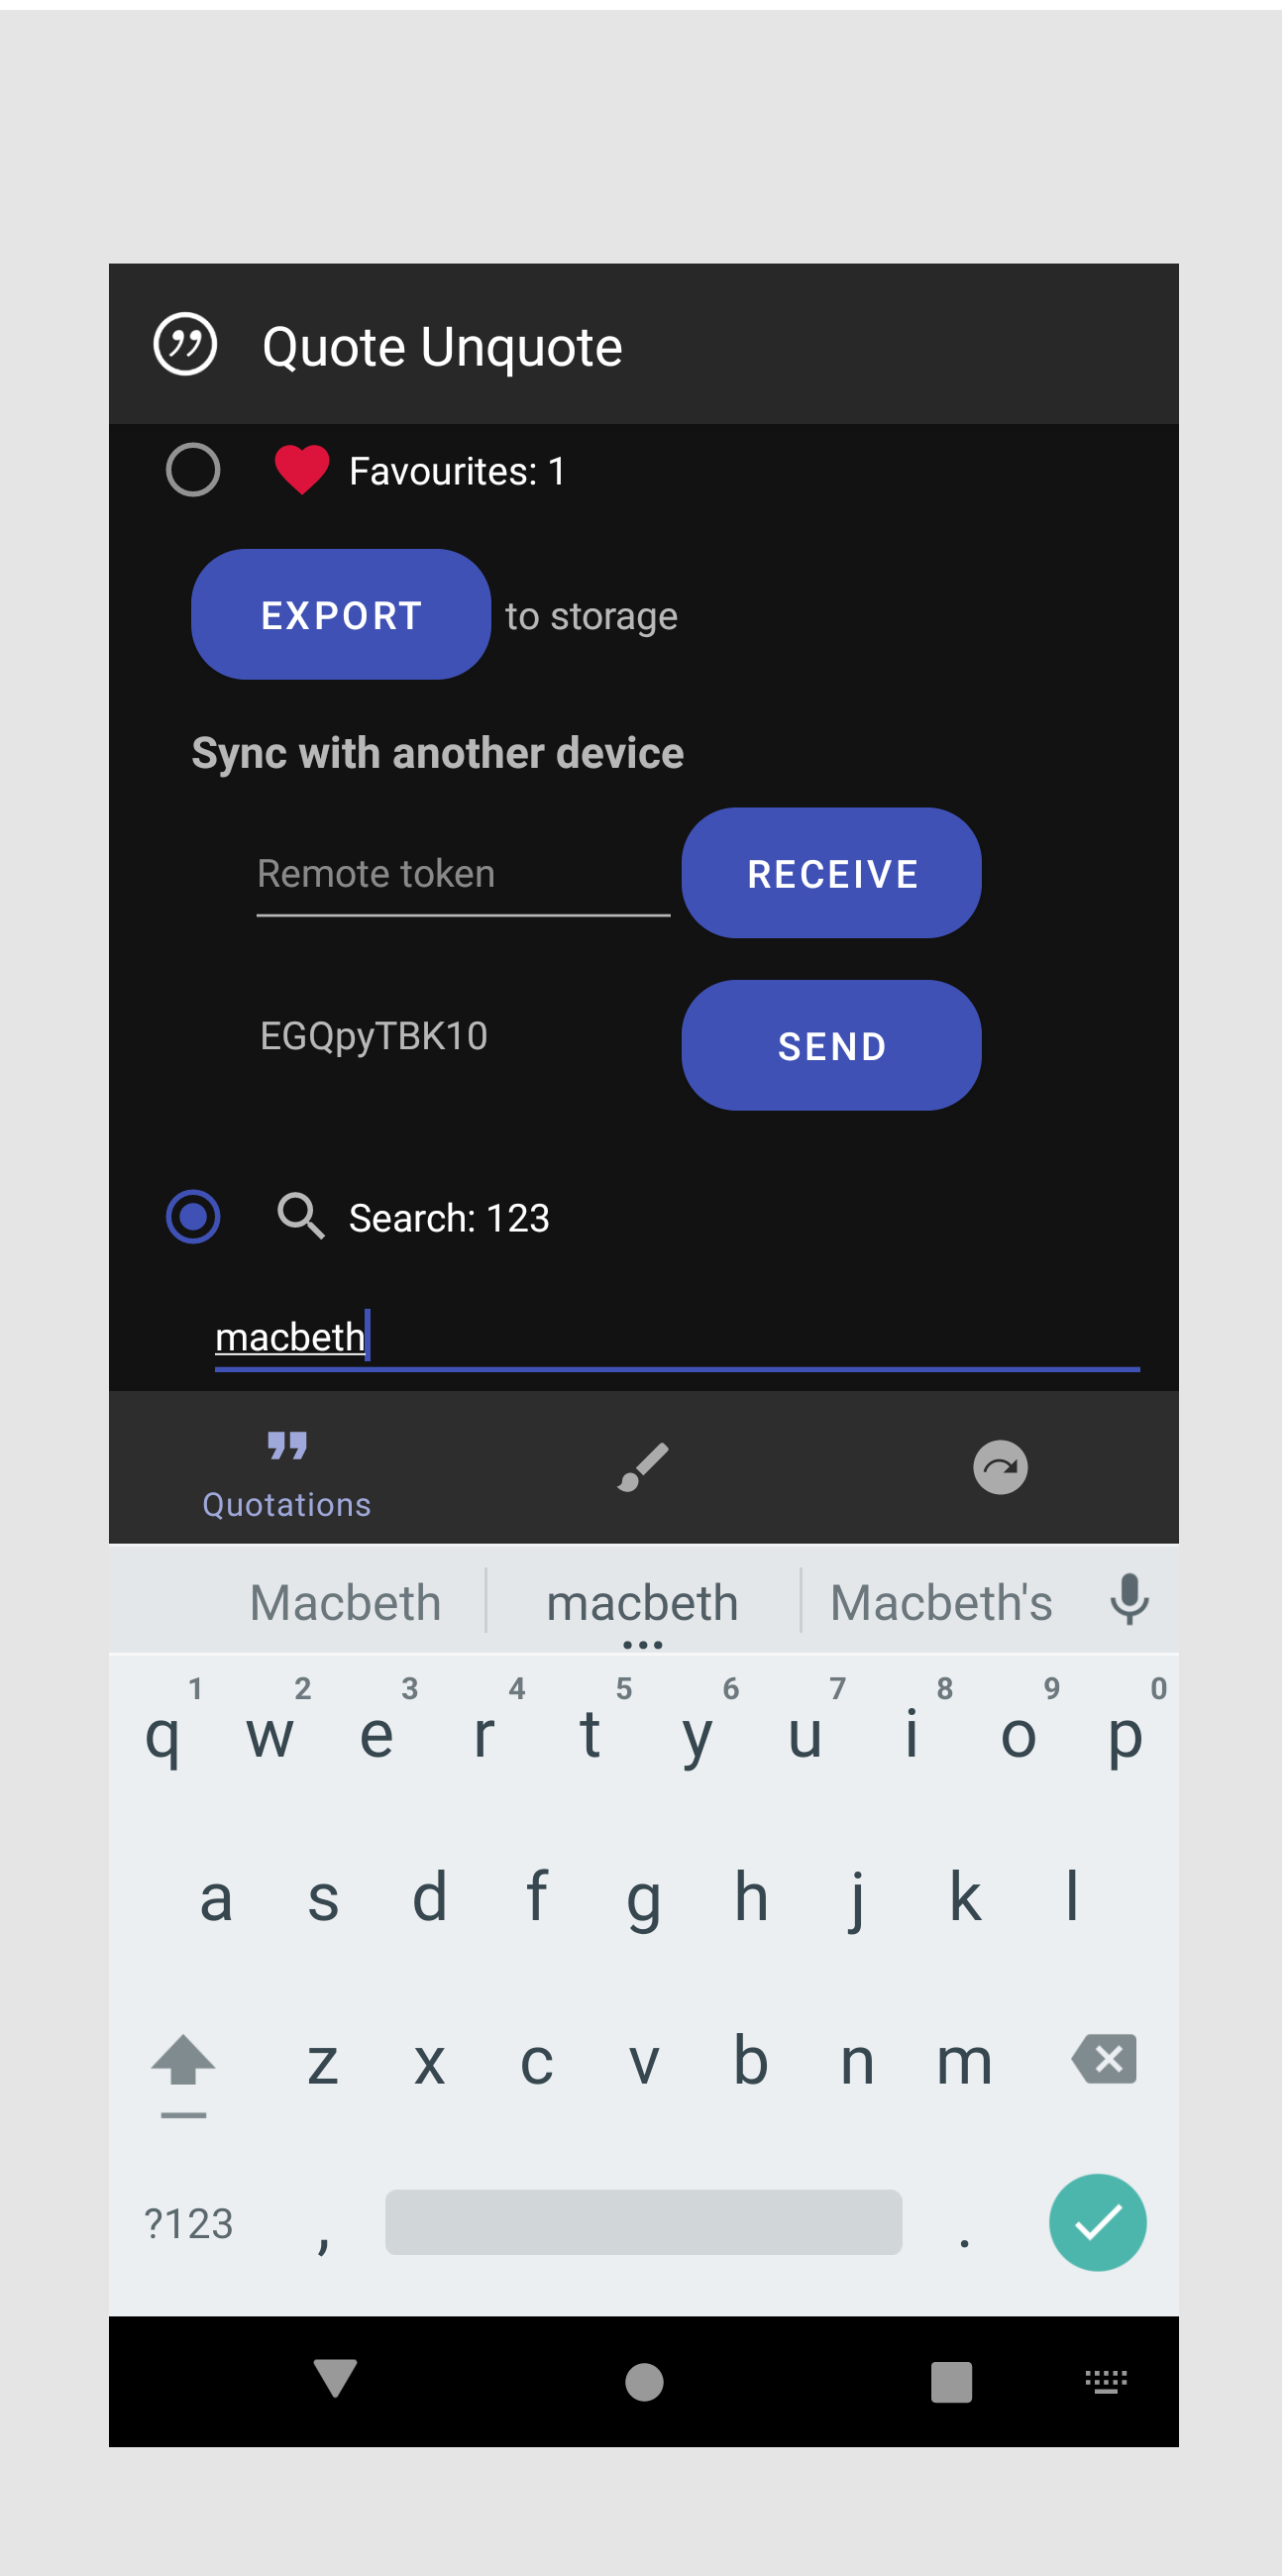 Quote Unquote
Favourites: 1
EXPORT to storage
Sync with another device
Remote token RECEIVE
EGQpyTBK10 SEND
Search: 123
macbeth
Quotations
Macbeth macbeth Macbeth's
1 2 3 4 5 6 7 8 9 0
q w e r t y u i o p
a s d f g h j k l
z x c v b n m
?123 , .